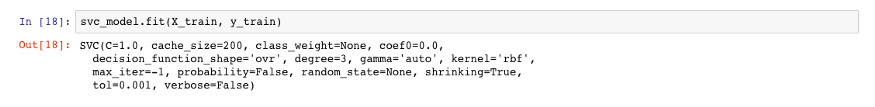 In [18]: svc_model.fit(X_train, y_train)
Out[18]: SVC(C=1.0, cache_size=200, class_weight=None, coef0=0.0,
decision_function_shape='ovr', degree=3, gamma='auto', kernel='rbf',
max_iter=-1, probability=False, random_state=None, shrinking=True,
tol=0.001, verbose=False)